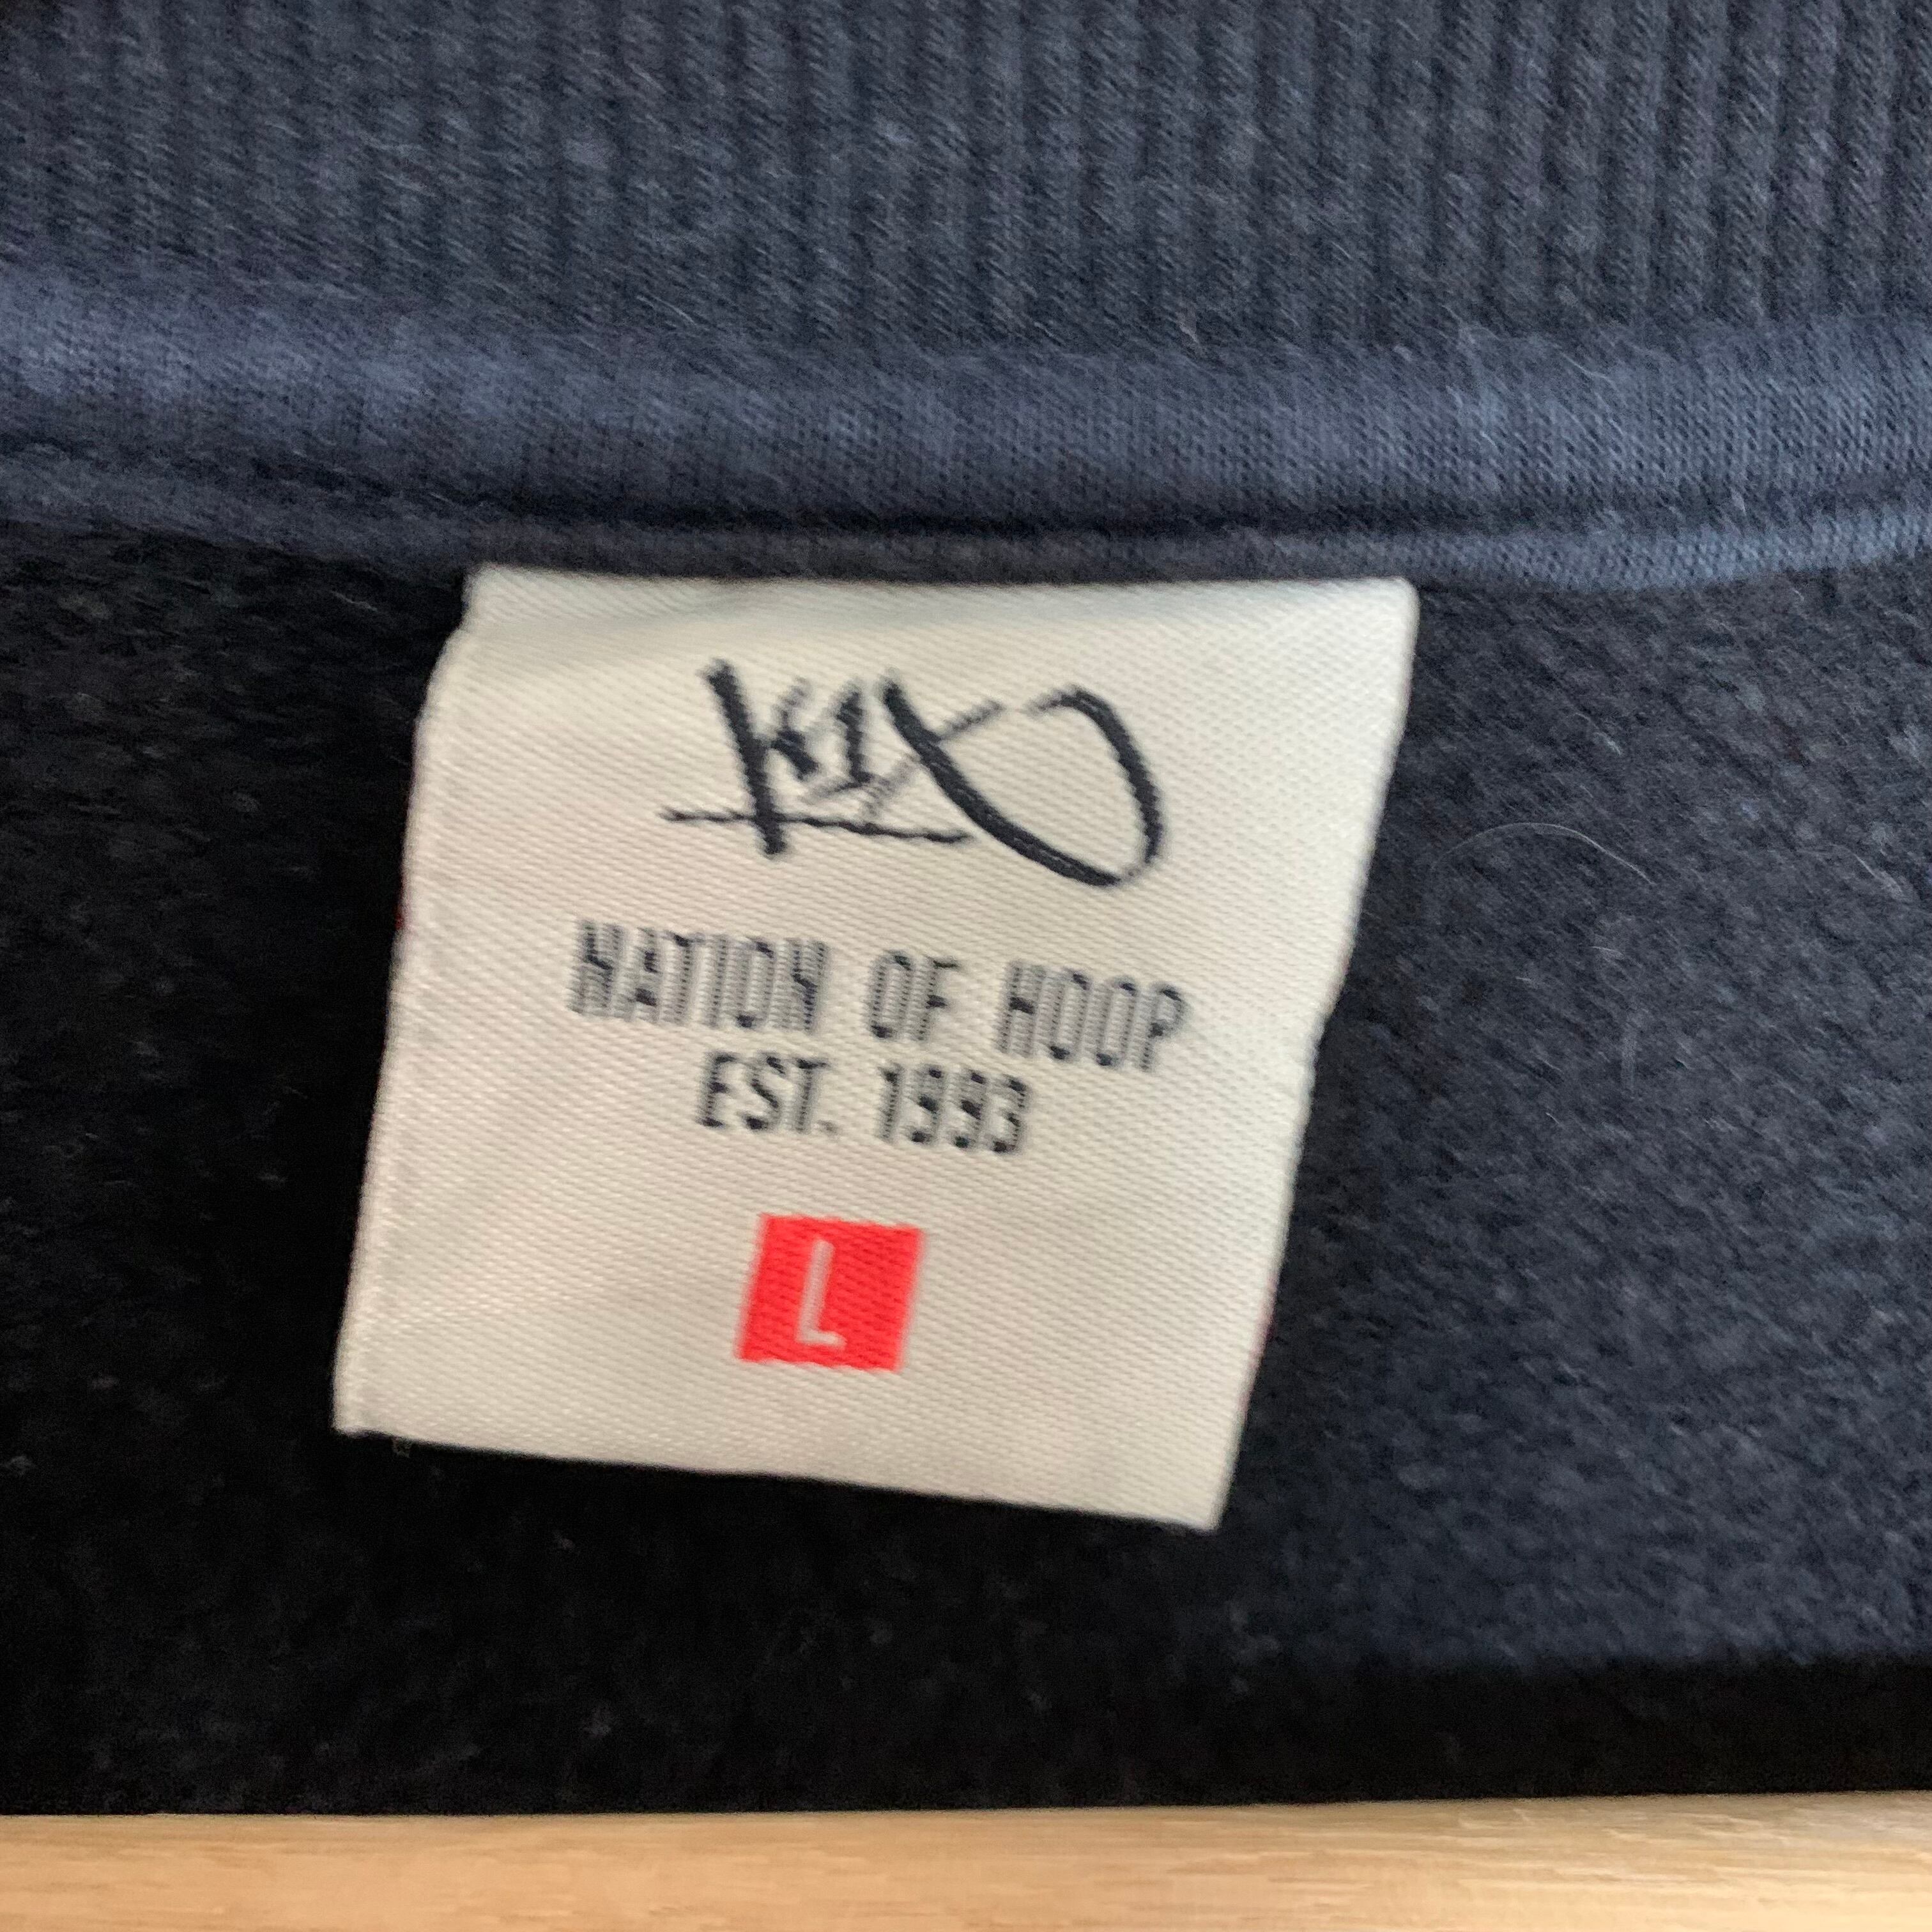 K1X
NATION OF HOOP
EST. 1993
L